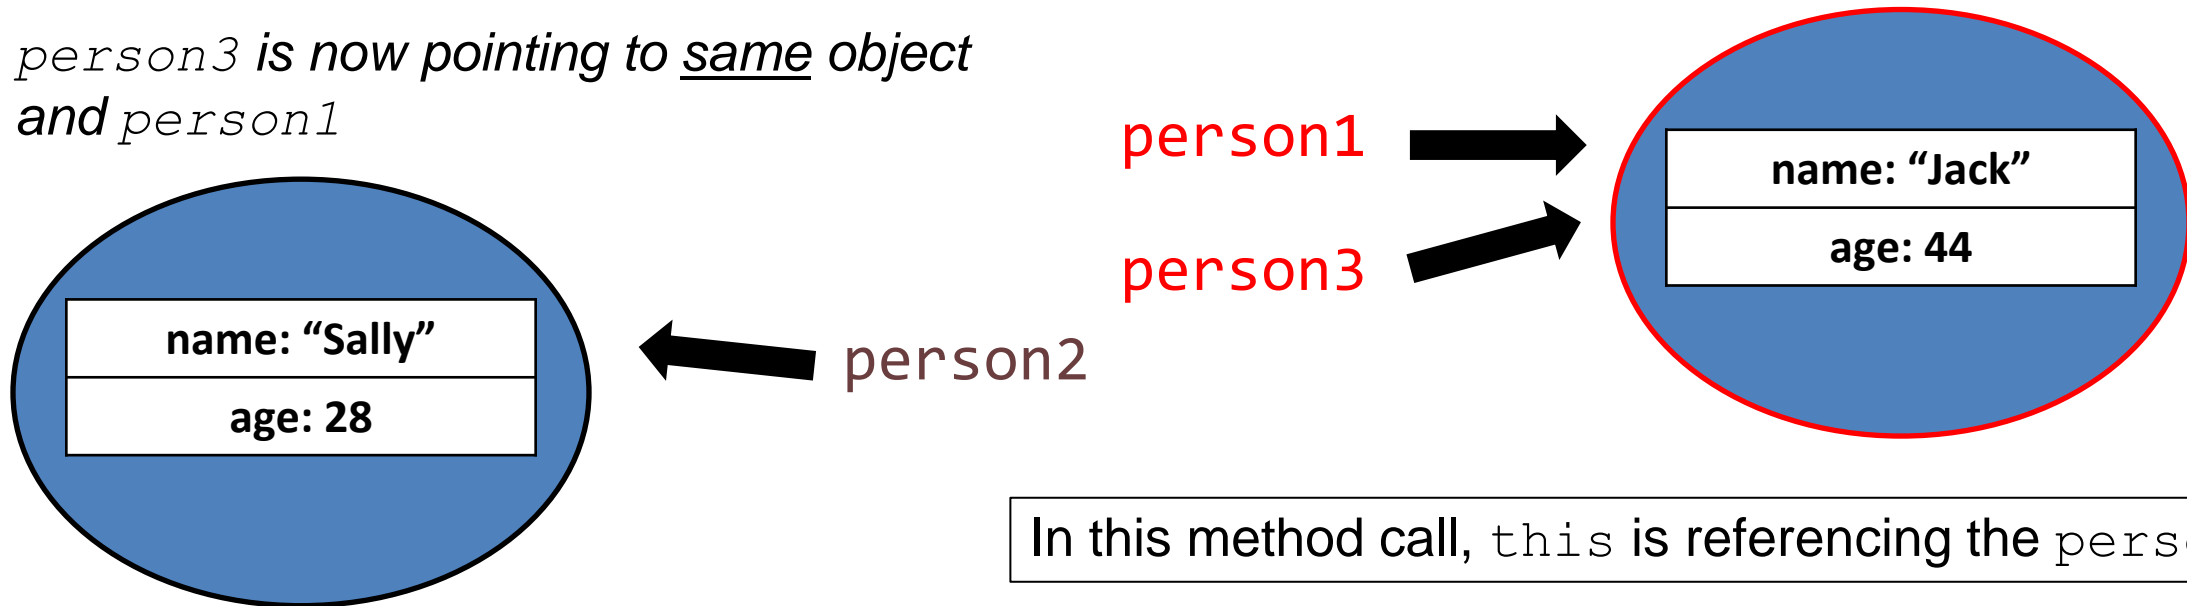 person3 is now pointing to same object
and person1
person1
name: “Jack”
person3
age: 44
name: “Sally”
person2
age: 28
In this method call, this is referencing the